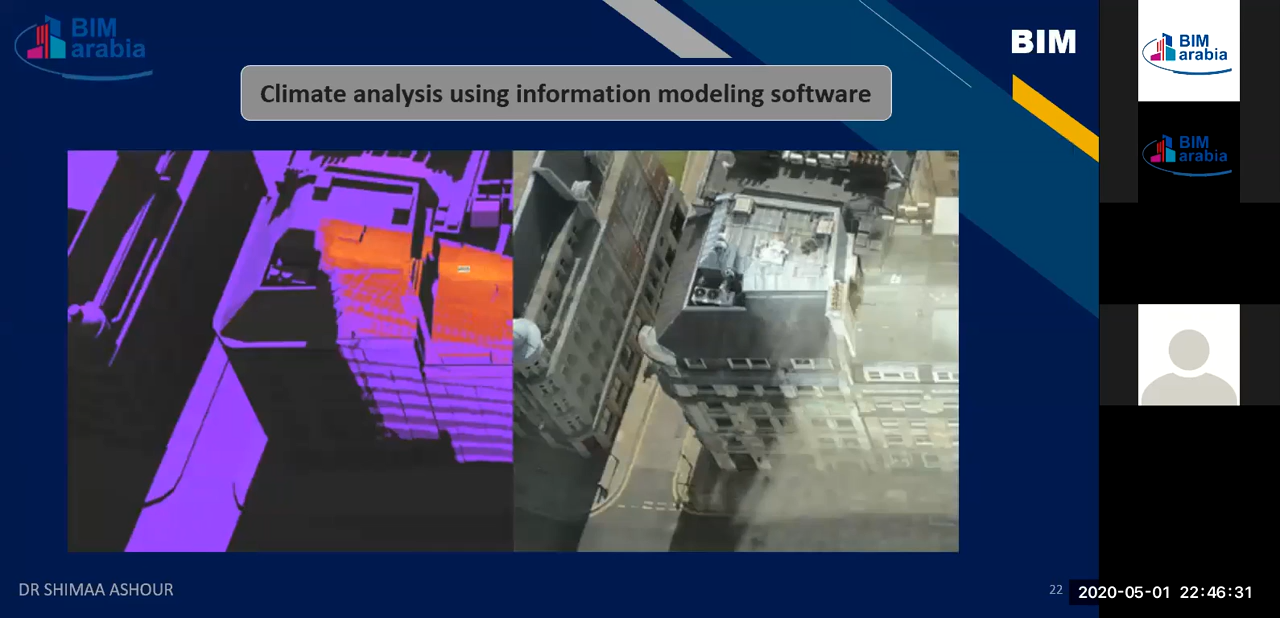 BIM
arabia
BIM
Climate analysis using information modeling software
DR SHIMAA ASHOUR
22
BIM
arabia
BIM
arabia
2020-05-01 22:46:31